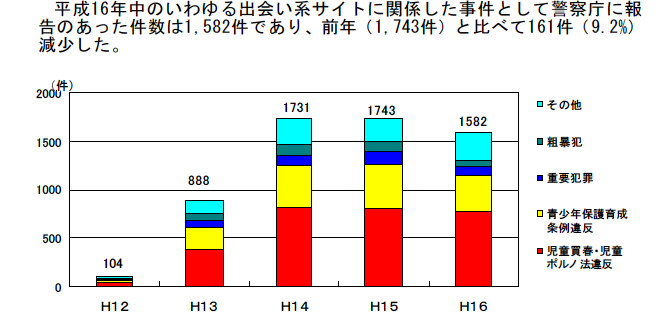 平成16年中のいわゆる出会い系サイトに関係した事件として警察庁に報
告のあった件数は1,582件であり、前年（1,743件）と比べて161件（9.2%）
減少した。
(件)
2000
1500
1000
500
0
104
888
1731
1743
1582
H12
H13
H14
H15
H16
その他
粗暴犯
重要犯罪
青少年保護育成
条例違反
児童買春・児童
ポルノ法違反